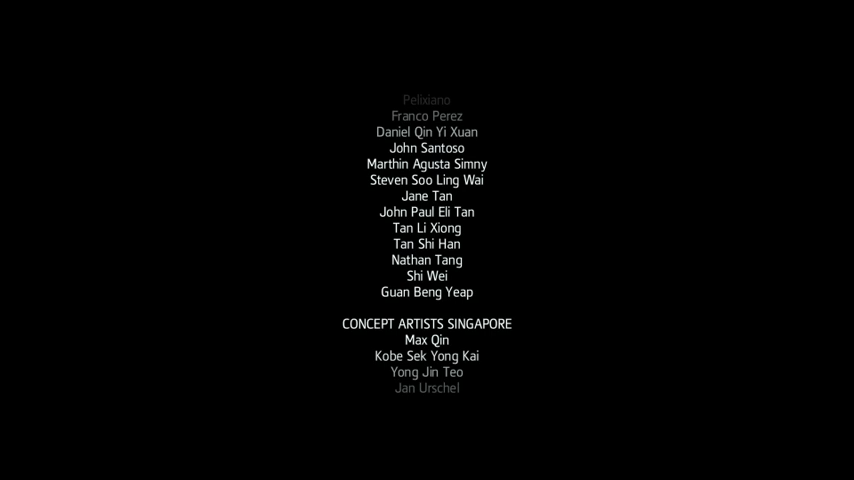 Pelixiano
Franco Perez
Daniel Qin Yi Xuan
John Santoso
Marthin Agusta Simny
Steven Soo Ling Wai
Jane Tan
John Paul Eli Tan
Tan Li Xiong
Tan Shi Han
Nathan Tang
Shi Wei
Guan Beng Yeap
CONCEPT ARTISTS SINGAPORE
Max Qin
Kobe Sek Yong Kai
Yong Jin Teo
Jan Urschel